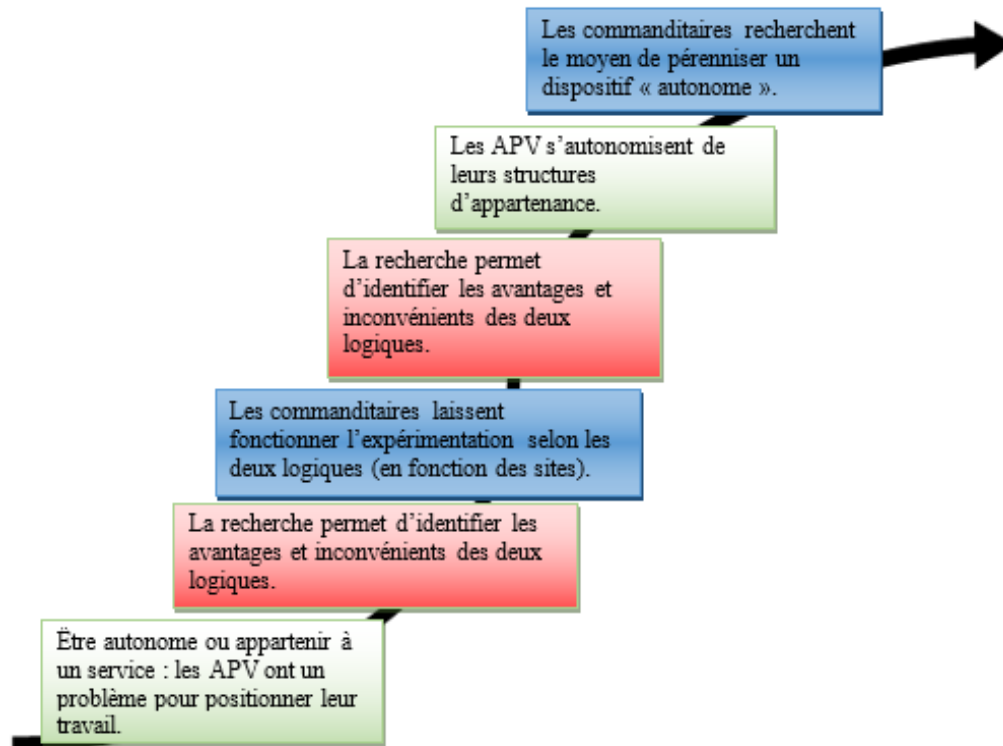 Les commanditaires recherchent
le moyen de pérenniser un
dispositif « autonome ».
Les APV s’autonomisent de
leurs structures
d’appartenance.
La recherche permet
d’identifier les avantages et
inconvénients des deux
logiques.
Les commanditaires laissent
fonctionner l’expérimentation selon les
deux logiques (en fonction des sites).
La recherche permet d’identifier les
avantages et inconvénients des deux
logiques.
Ëtre autonome ou appartenir à
un service : les APV ont un
problème pour positionner leur
travail.